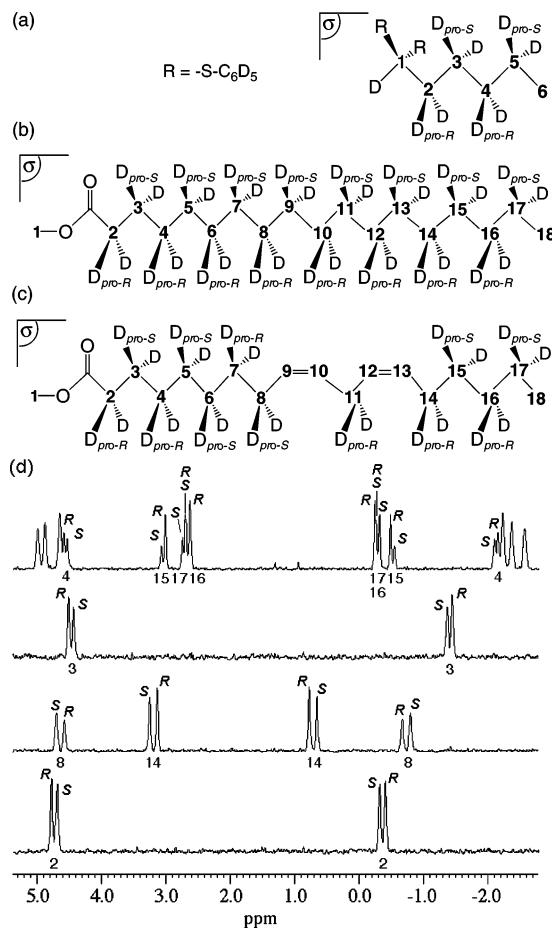 (a)
σ
R = -S-C6D5
R
R
D
1
Dpro-S
3
D
Dpro-S
5
D
2
D
4
D
6
Dpro-R
Dpro-R
(b)
σ
O
Dpro-S D Dpro-S D Dpro-S D Dpro-S D Dpro-S D Dpro-S D Dpro-S D Dpro-S D
3 5 7 9 11 13 15 17
1-O 2 4 6 8 10 12 14 16 18
D D D D D D D D
Dpro-R Dpro-R Dpro-R Dpro-R Dpro-R Dpro-R Dpro-R Dpro-R
(c)
σ
O
Dpro-S D Dpro-S D Dpro-R D Dpro-S D Dpro-S D
3 5 7 9=10 12=13 15 17
1-O 2 4 6 8 11 14 16 18
D D D D D D D
Dpro-R Dpro-R Dpro-S Dpro-S Dpro-R Dpro-R Dpro-R
(d)
R S R S S R S R R S R S R S R S
4 15 17 16 17 15 4
16
R S S R
3 3
S R S R R S R S
8 14 14 8
R S S R
2 2
5.0 4.0 3.0 2.0 1.0 0.0 -1.0 -2.0
ppm